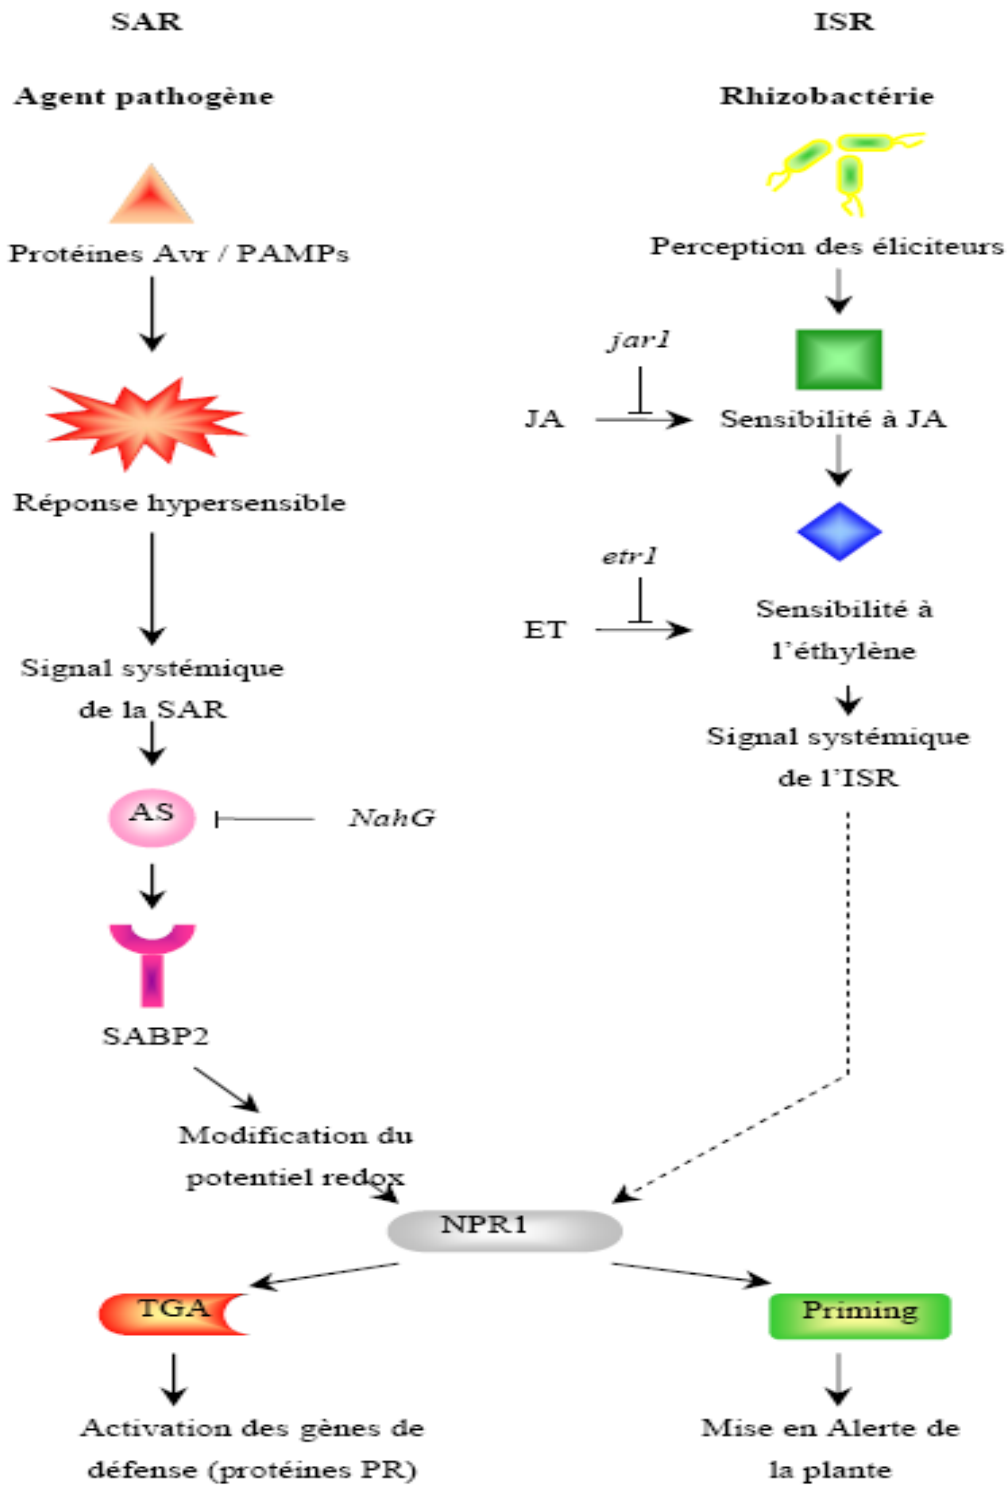 SAR
Agent pathogène
Protéines Avr / PAMPs
Réponse hypersensible
Signal systémique
de la SAR
AS
NahG
SABP2
Modification du
potentiel redox
ISR
Rhizobactérie
Perception des éliciteurs
jar1
JA
Sensibilité à JA
etr1
ET
Sensibilité à
l'éthylène
Signal systémique
de l'ISR
NPR1
TGA
Activation des gènes de
défense (protéines PR)
Priming
Mise en Alerte de
la plante